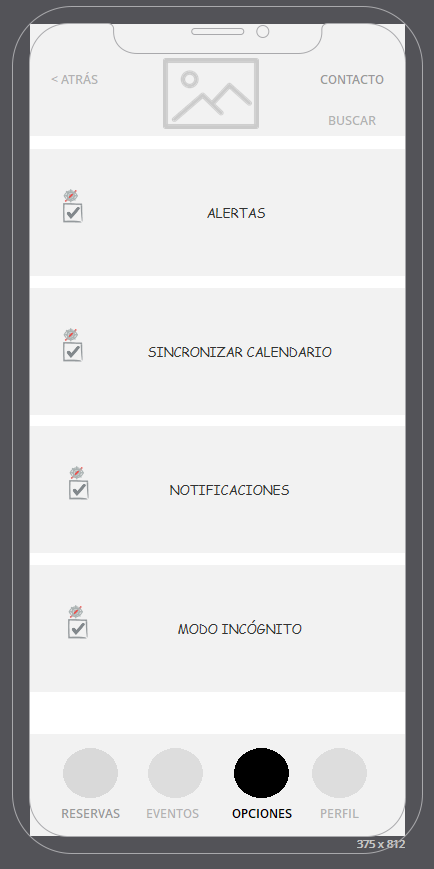 < ATRÁS
CONTACTO
BUSCAR
ALERTAS
SINCRONIZAR CALENDARIO
NOTIFICACIONES
MODO INCÓGNITO
RESERVAS EVENTOS OPCIONES PERFIL
375 x 812